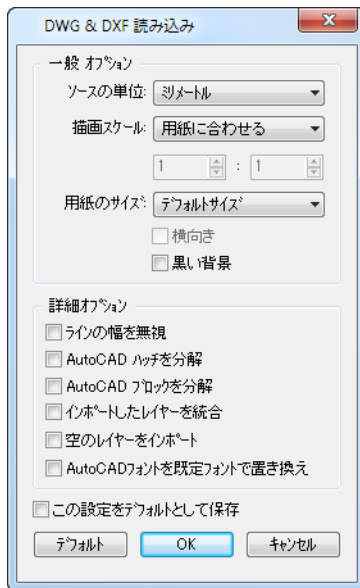 DWG & DXF 読み込み
一般 オプション
ソースの単位: ミリメートル
描画スケール: 用紙に合わせる
1 : 1
用紙のサイズ: デフォルトサイズ
横向き
黒い背景
詳細オプション
ラインの幅を無視
AutoCAD ハッチを分解
AutoCAD ブロックを分解
インポートしたレイヤーを統合
空のレイヤーをインポート
AutoCADフォントを既定フォントで置き換え
この設定をデフォルトとして保存
デフォルト OK キャンセル